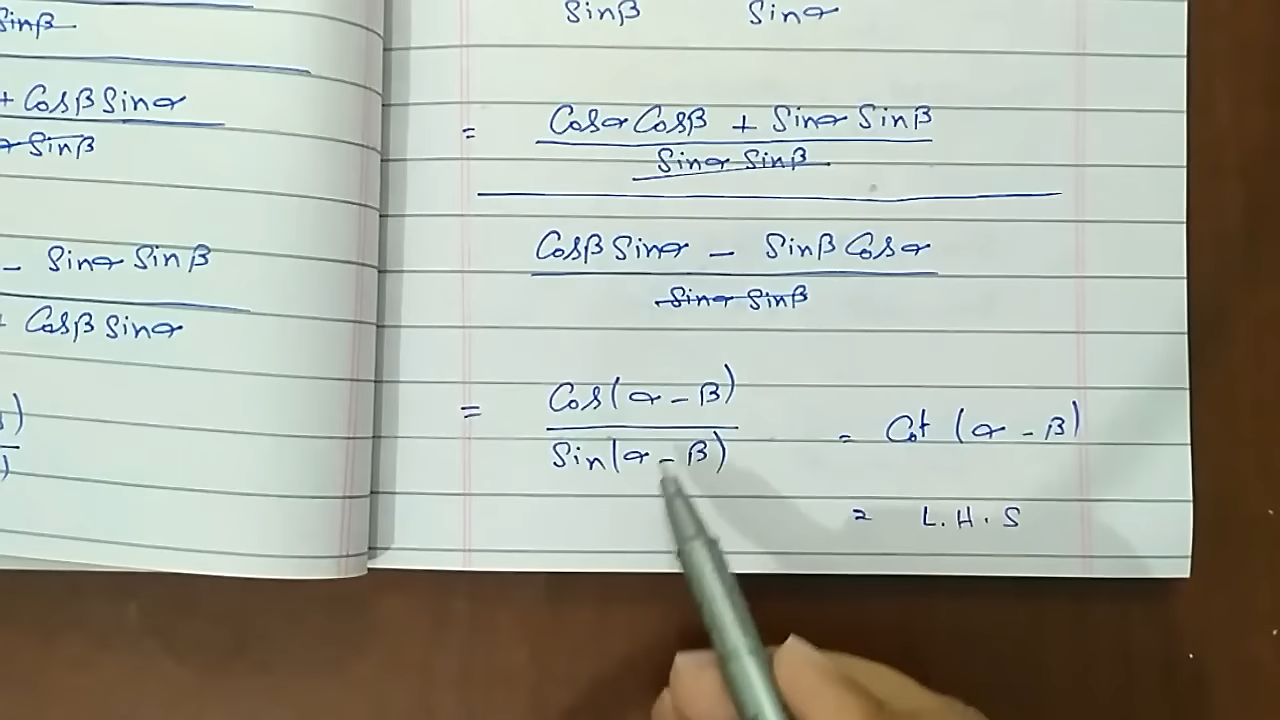 Sinβ
+ Cosβ Sinα
Sinβ
- Sinα Sinβ
Cosβ Sinα
Sinβ Sinα
= Cosα Cosβ + Sinα Sinβ
Sinα Sinβ
Cosβ Sinα - Sinβ Cosα
Sinα Sinβ
= Cos(α - β)
Sin(α - β)
= Cot (α - β)
= L.H.S